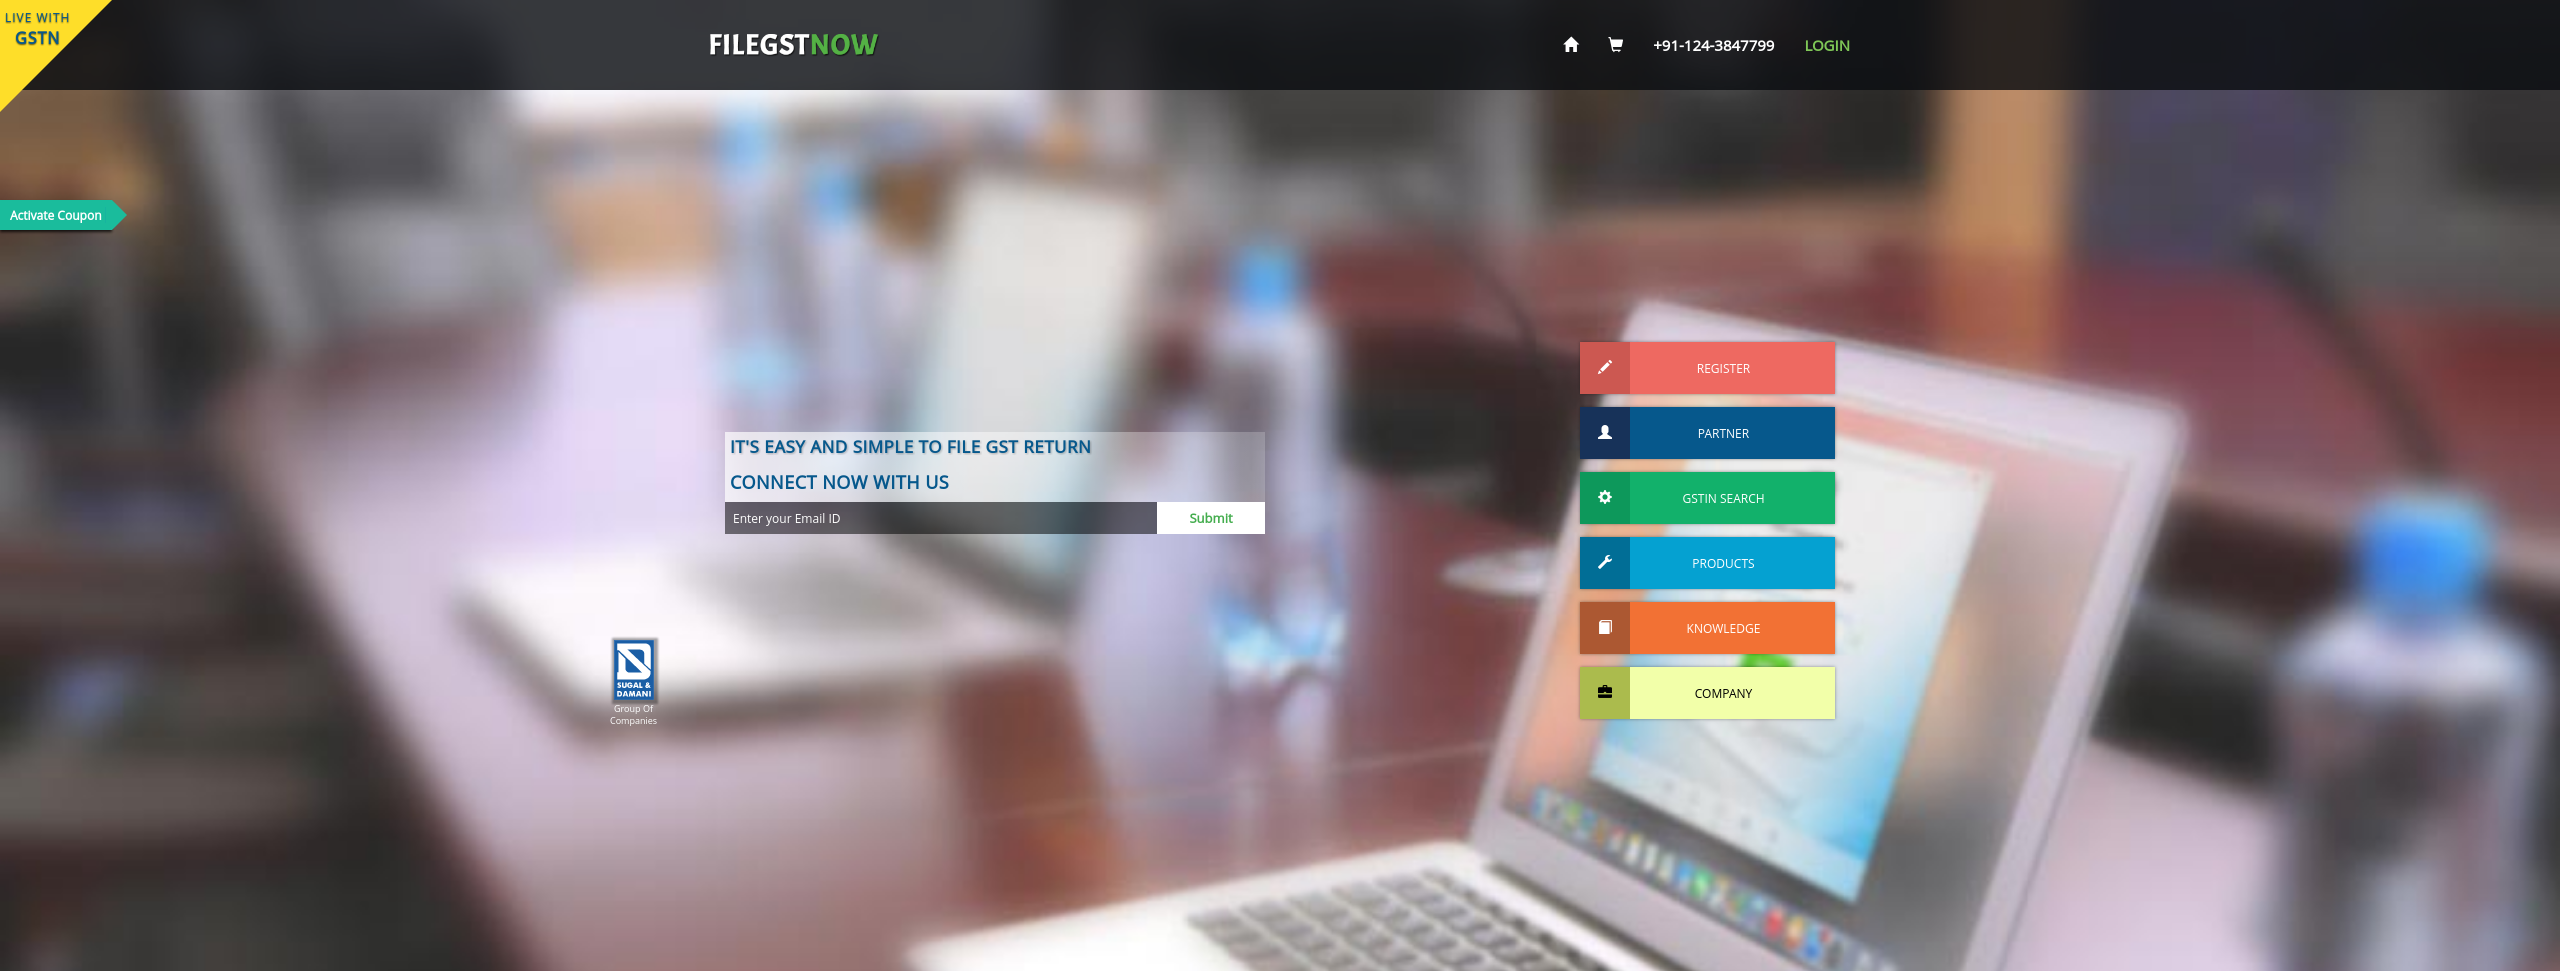 LIVE WITH
GSTN
FILEGSTNOW
+91-124-3847799
LOGIN
Activate Coupon
IT'S EASY AND SIMPLE TO FILE GST RETURN
CONNECT NOW WITH US
Enter your Email ID
Submit
REGISTER
PARTNER
GSTIN SEARCH
PRODUCTS
KNOWLEDGE
COMPANY
SUGAL &
DAMANI
Group Of
Companies